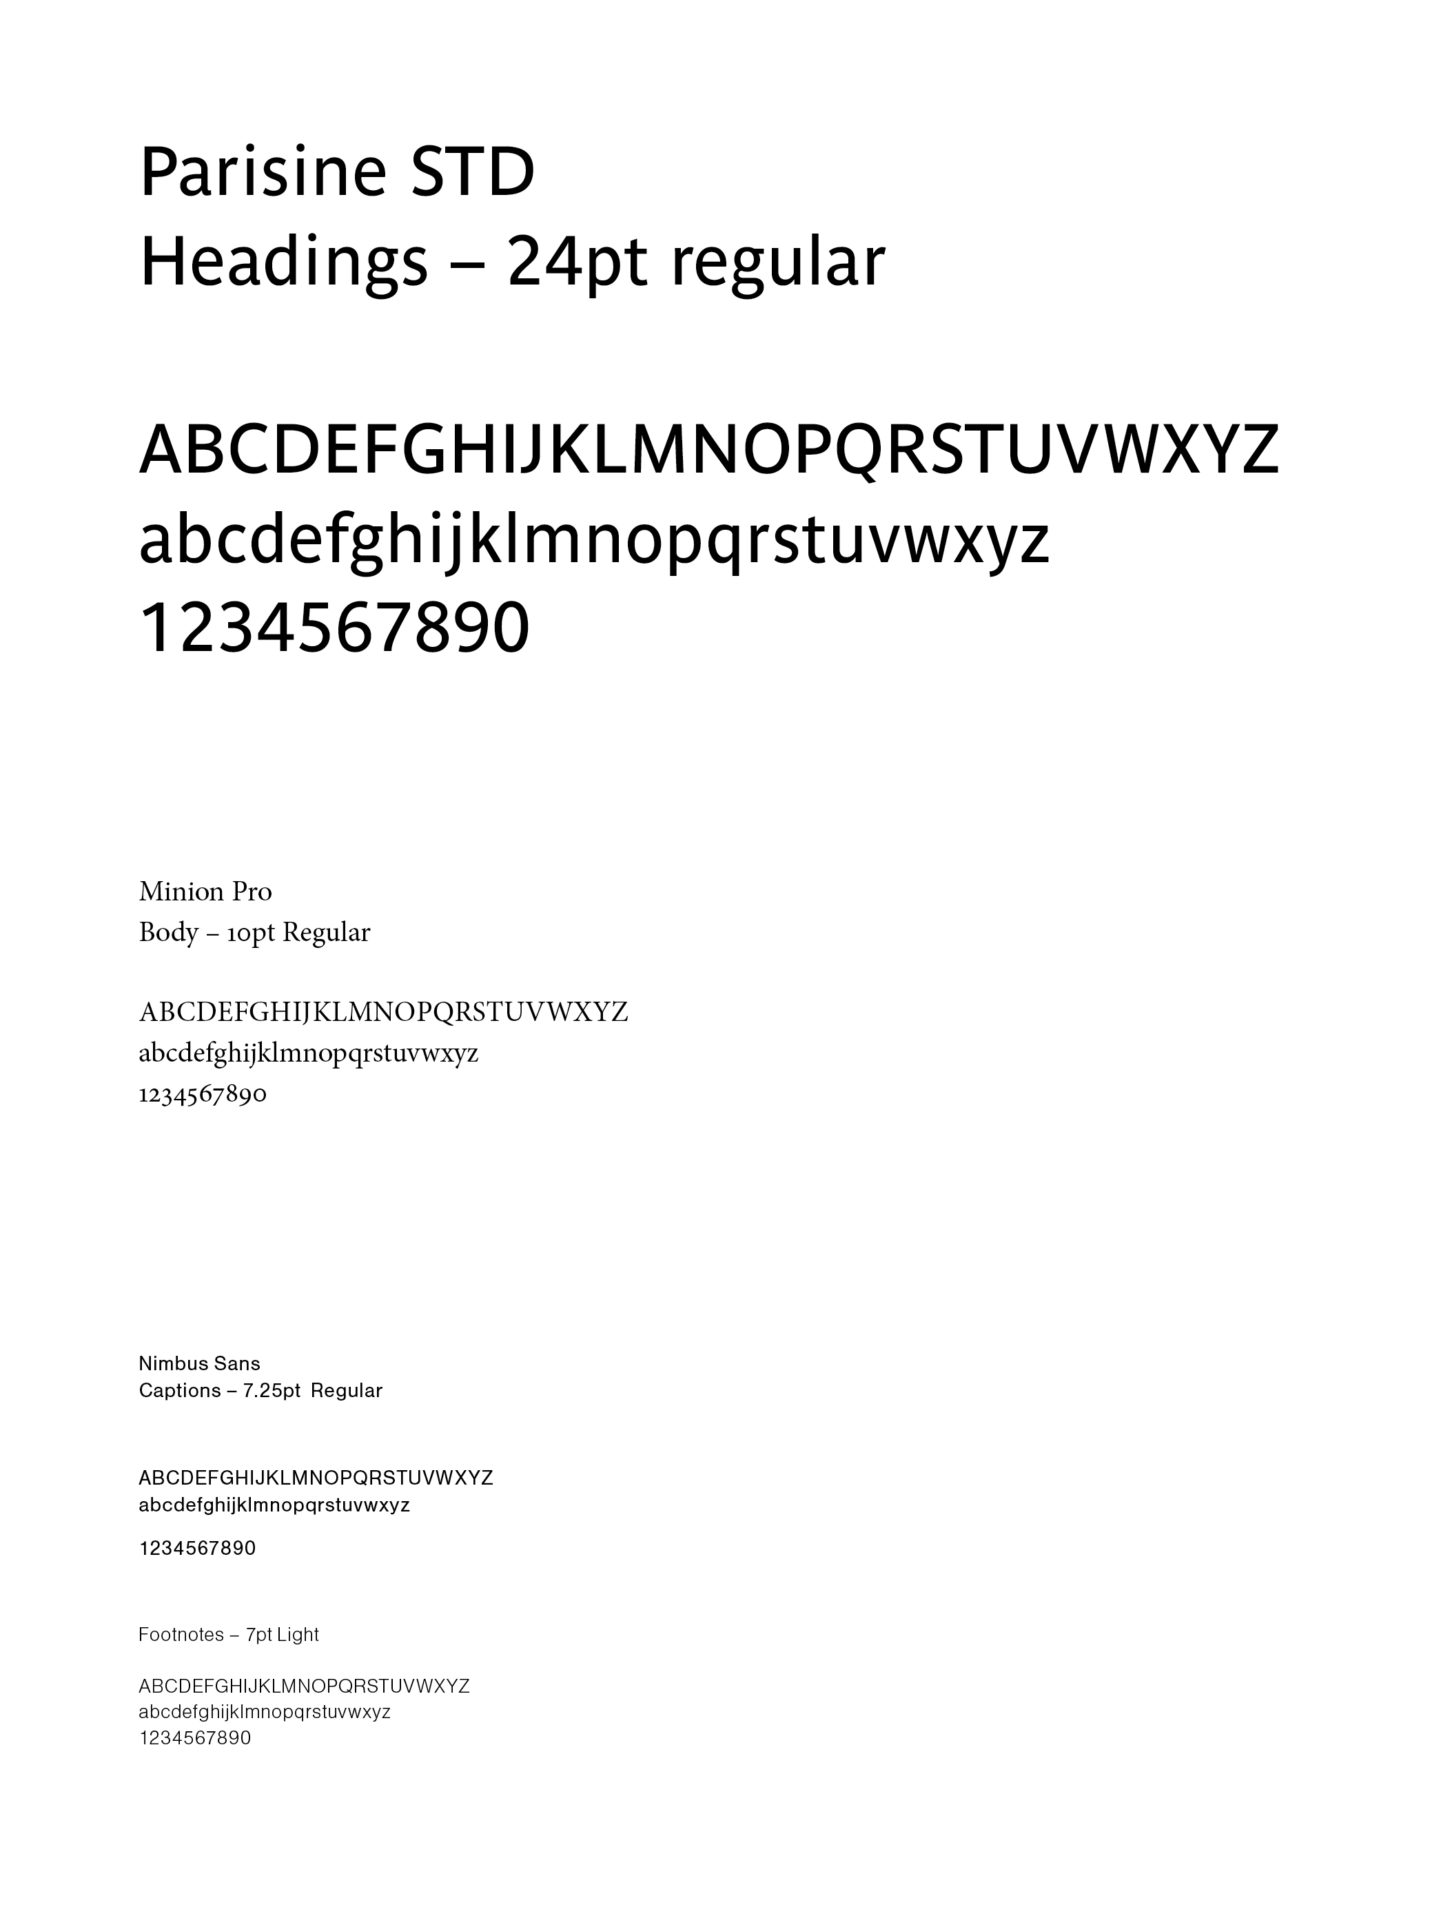 Parisine STD
Headings – 24pt regular
ABCDEFGHIJKLMNOPQRSTUVWXYZ
abcdefghijklmnopqrstuvwxyz
1234567890
Minion Pro
Body – 10pt Regular
ABCDEFGHIJKLMNOPQRSTUVWXYZ
abcdefghijklmnopqrstuvwxyz
1234567890
Nimbus Sans
Captions – 7.25pt  Regular
ABCDEFGHIJKLMNOPQRSTUVWXYZ
abcdefghijklmnopqrstuvwxyz
1234567890
Footnotes – 7pt Light
ABCDEFGHIJKLMNOPQRSTUVWXYZ
abcdefghijklmnopqrstuvwxyz
1234567890